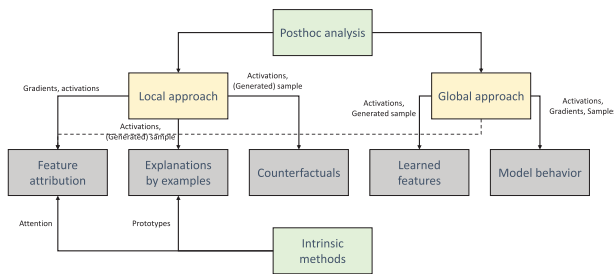 Posthoc analysis
Activations,
(Generated) sample
Gradients, activations
Local approach
Global approach
Activations,
Generated sample
Activations,
Gradients, Sample
Activations,
(Generated) sample
Feature
attribution
Explanations
by examples
Counterfactuals
Learned
features
Model behavior
Attention
Prototypes
Intrinsic
methods